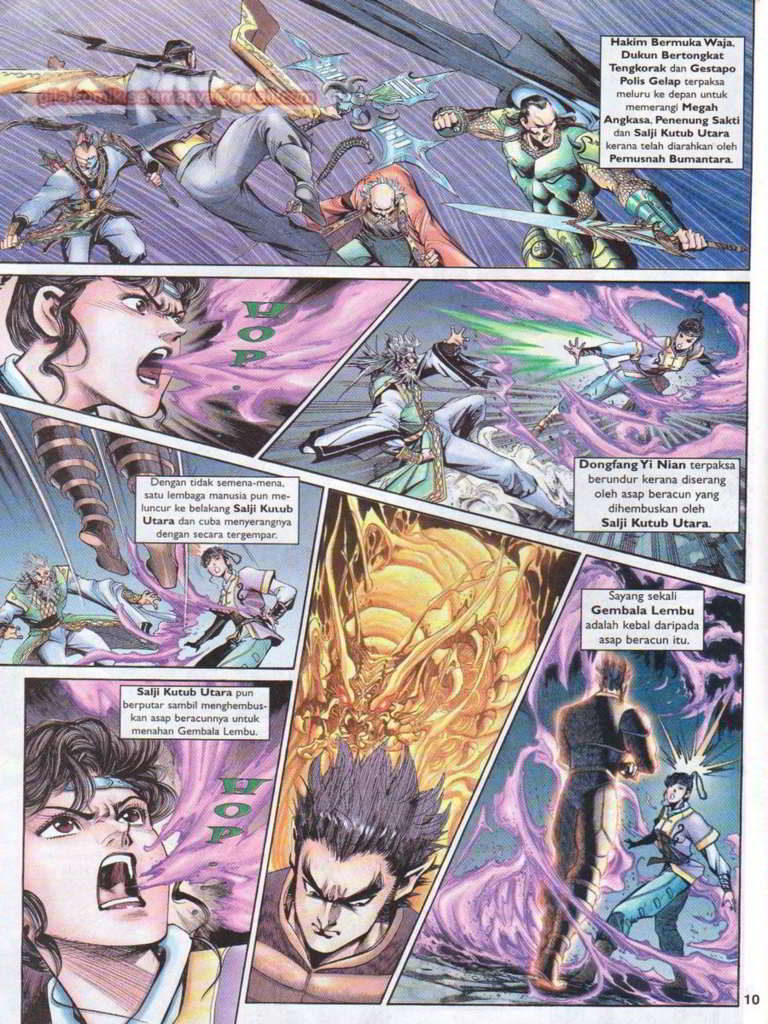 Hakim Bermuka Waja,
Dukun Bertongkat
Tengkorak dan Gestapo
Polis Gelap terpaksa
meluru ke depan untuk
memerangi Megah
Angkasa, Penenung Sakti
dan Salji Kutub Utara
kerana telah diarahkan oleh
Pemusnah Bumantara.
HOP.
Dongfang Yi Nian terpaksa
berundur kerana diserang
oleh asap beracun yang
dihembuskan oleh
Salji Kutub Utara.
Dengan tidak semena-mena,
satu lembaga manusia pun me-
luncur ke belakang Salji Kutub
Utara dan cuba menyerangnya
dengan secara tergempar.
Sayang sekali
Gembala Lembu
adalah kebal daripada
asap beracun itu.
Salji Kutub Utara pun
berputar sambil menghembus-
kan asap beracunnya untuk
menahan Gembala Lembu.
HOP.
10